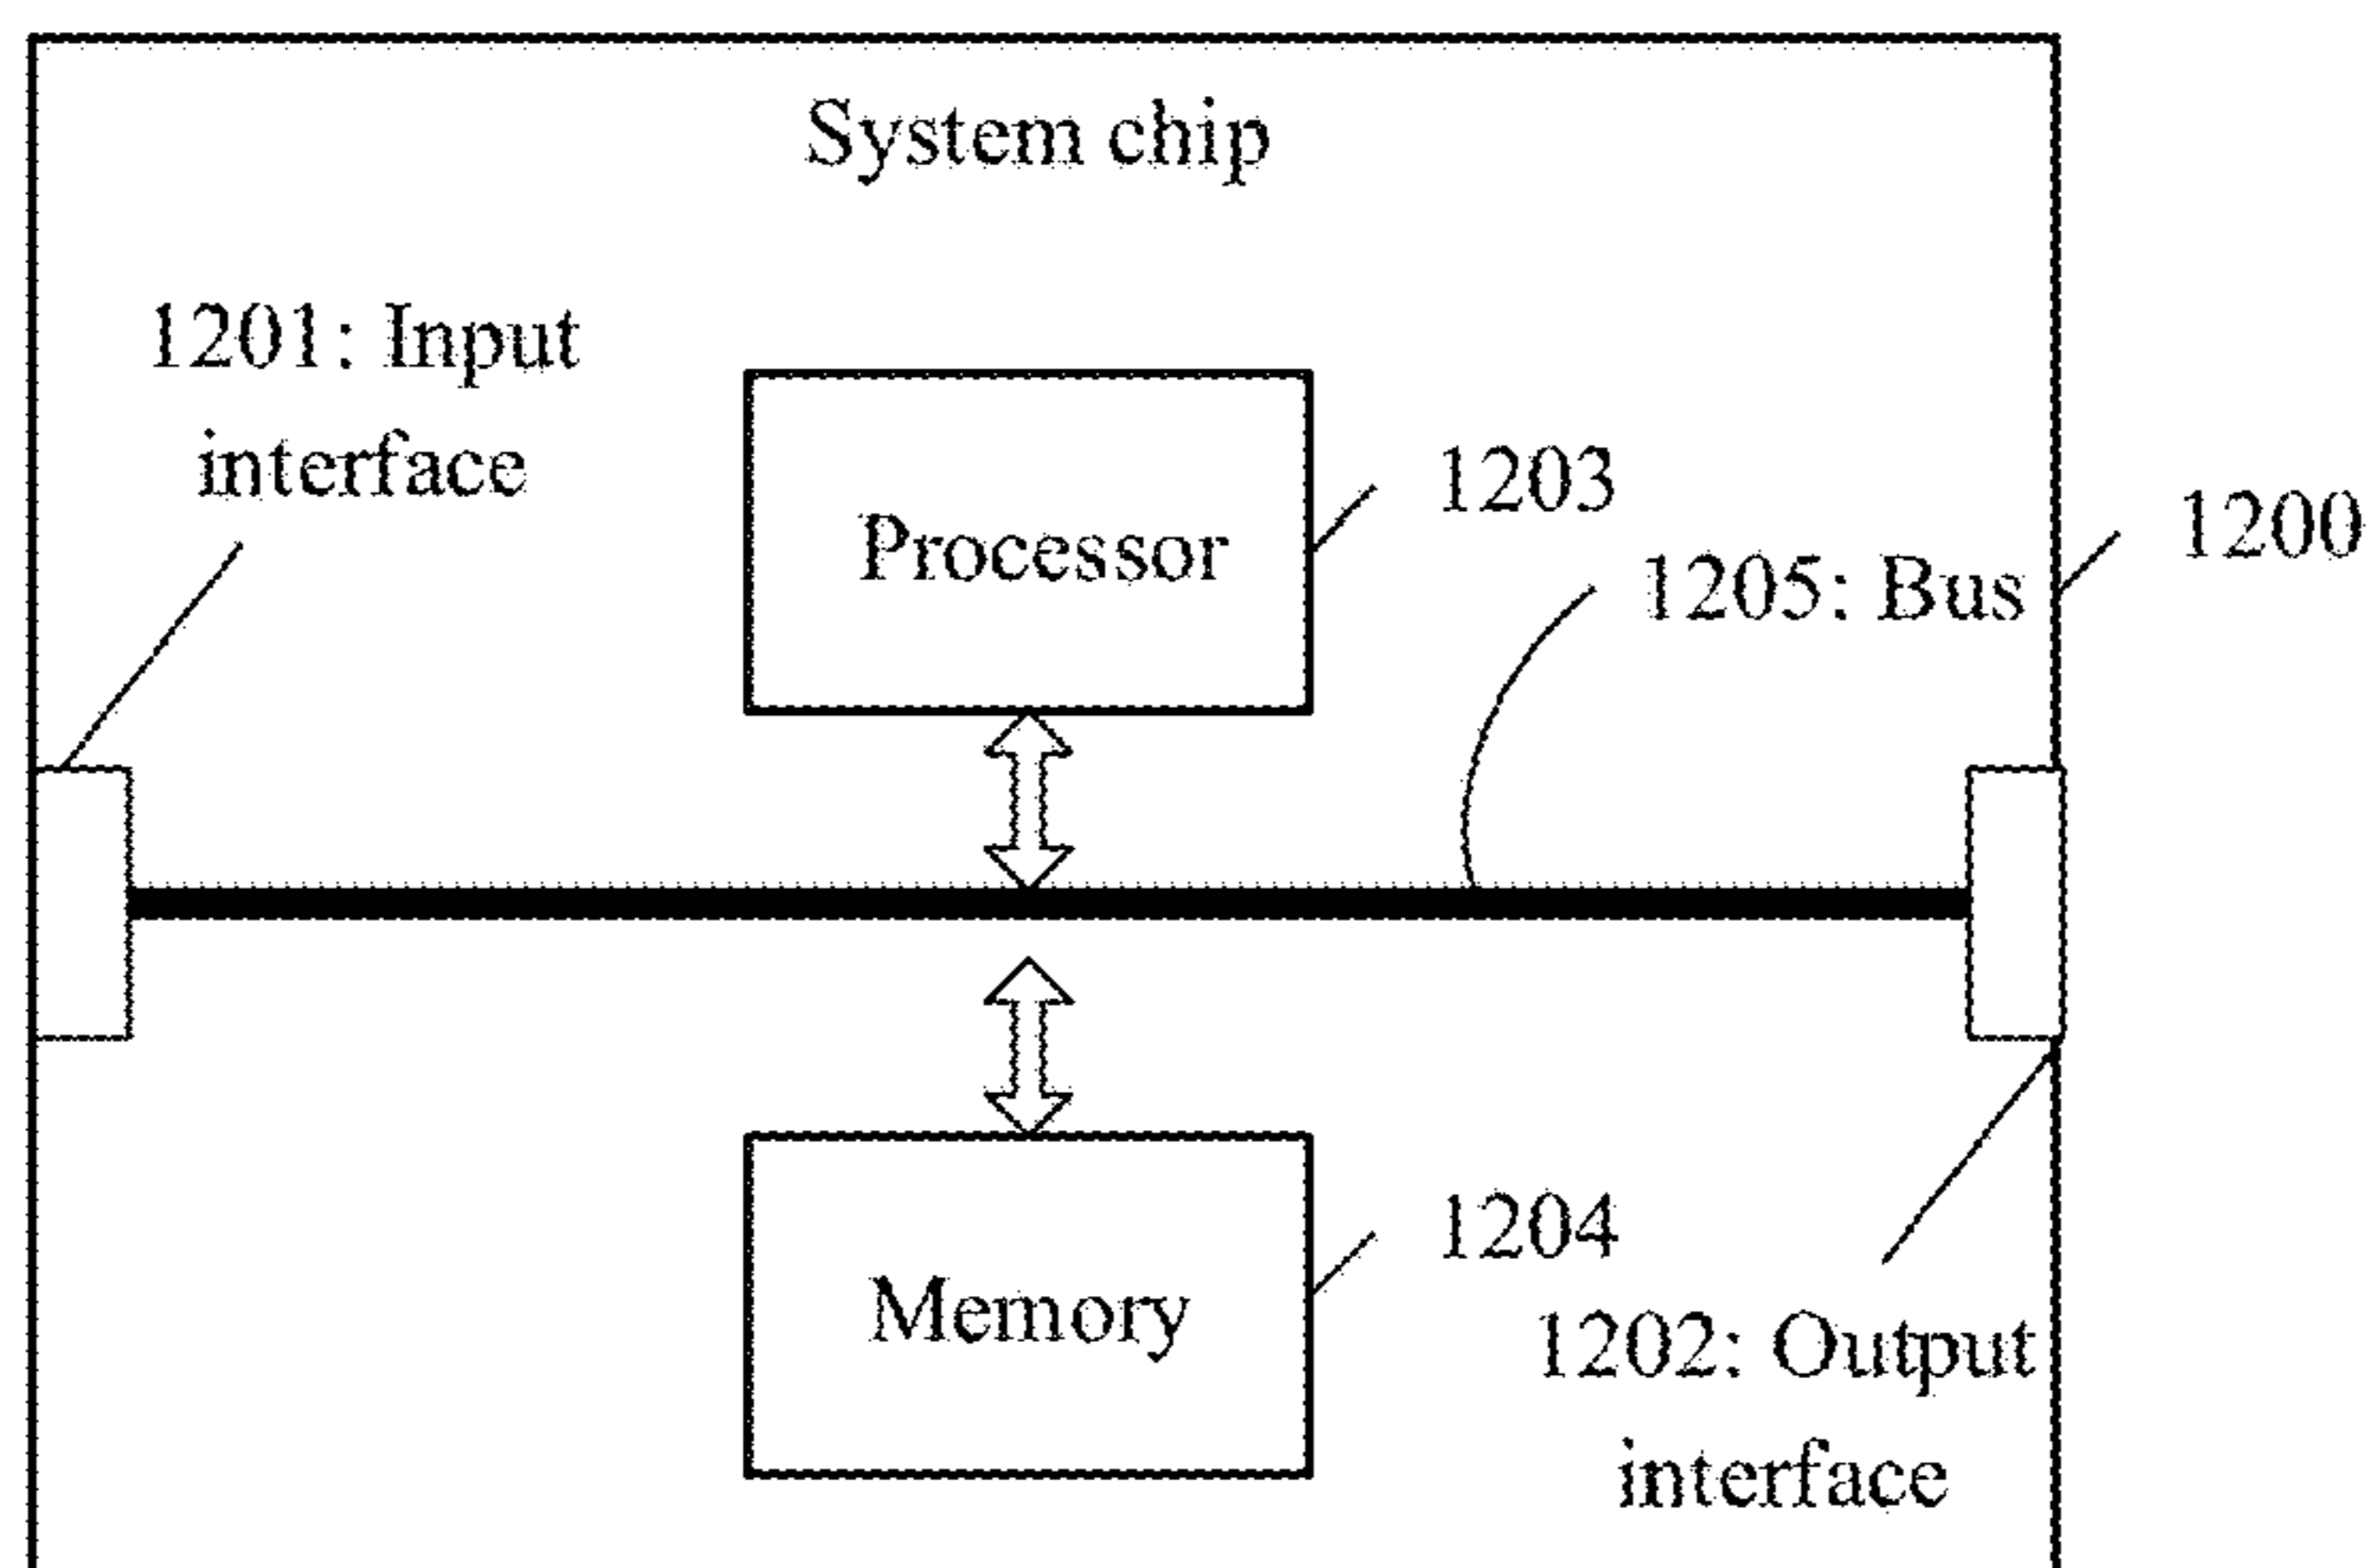 System chip
1201: Input
interface
Processor
1203
1200
1205: Bus
Memory
1204
1202: Output
interface